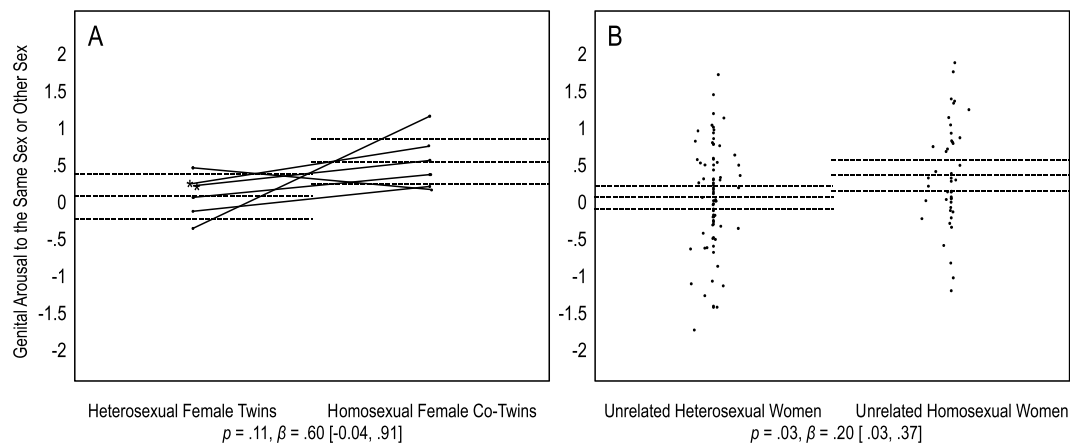 Genital Arousal to the Same Sex or Other Sex
A
2
1.5
1
.5
0
-.5
-1
-1.5
-2
*
*
Heterosexual Female Twins
Homosexual Female Co-Twins
p = .11, β = .60 [-0.04, .91]
B
2
1.5
1
.5
0
-.5
-1
-1.5
-2
Unrelated Heterosexual Women
Unrelated Homosexual Women
p = .03, β = .20 [ .03, .37]